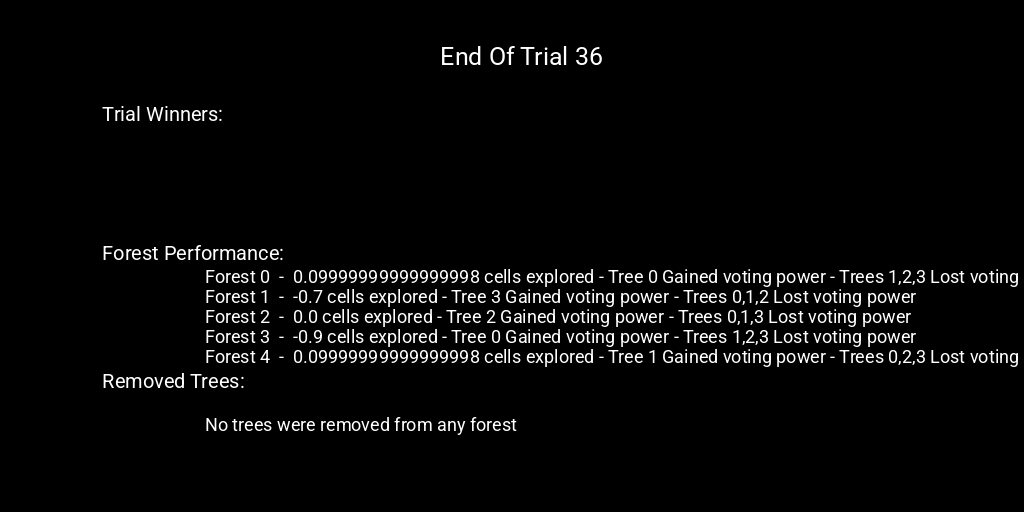 End Of Trial 36
Trial Winners:
Forest Performance:
Forest 0 - 0.09999999999999998 cells explored - Tree 0 Gained voting power - Trees 1,2,3 Lost voting
Forest 1 - -0.7 cells explored - Tree 3 Gained voting power - Trees 0,1,2 Lost voting power
Forest 2 - 0.0 cells explored - Tree 2 Gained voting power - Trees 0,1,3 Lost voting power
Forest 3 - -0.9 cells explored - Tree 0 Gained voting power - Trees 1,2,3 Lost voting power
Forest 4 - 0.09999999999999998 cells explored - Tree 1 Gained voting power - Trees 0,2,3 Lost voting
Removed Trees:
No trees were removed from any forest